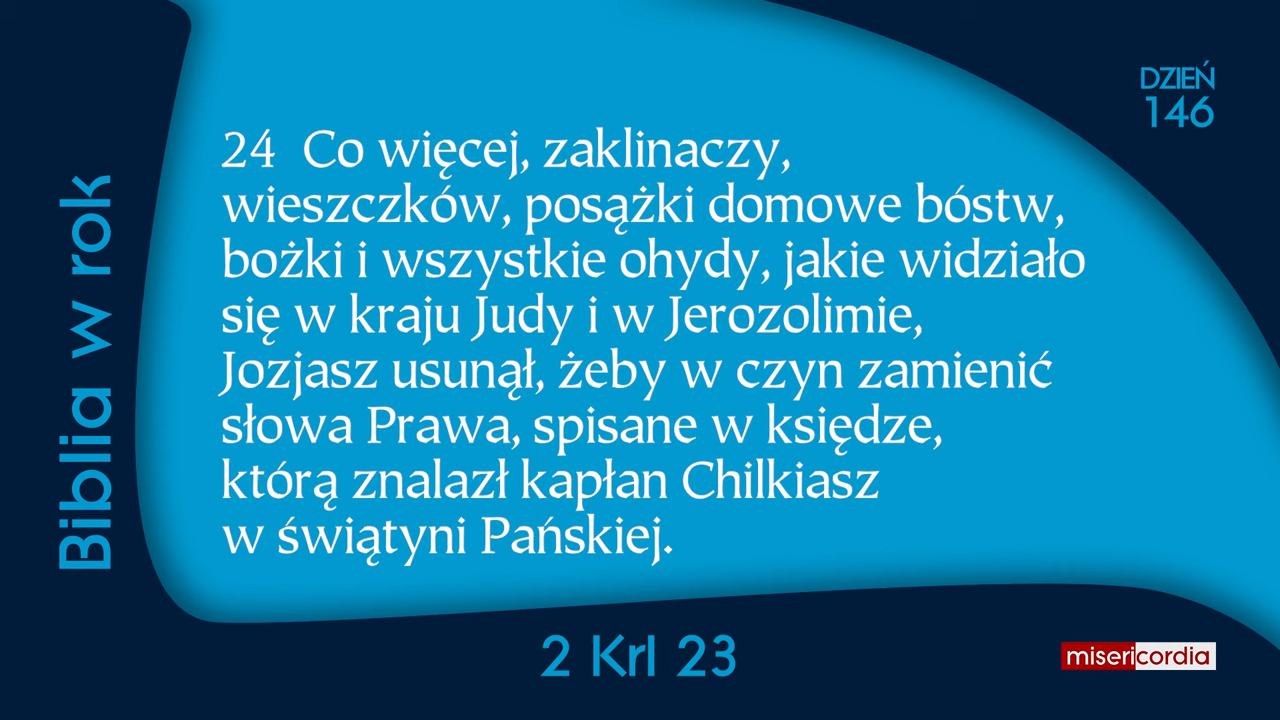 DZIEŃ
146
24 Co więcej, zaklinaczy,
wieszczków, posążki domowe bóstw,
bożki i wszystkie ohydy, jakie widziało
się w kraju Judy i w Jerozolimie,
Jozjasz usunął, żeby w czyn zamienić
słowa Prawa, spisane w księdze,
którą znalazł kapłan Chilkiasz
w świątyni Pańskiej.
Biblia w rok
2 Krl 23
misericordia